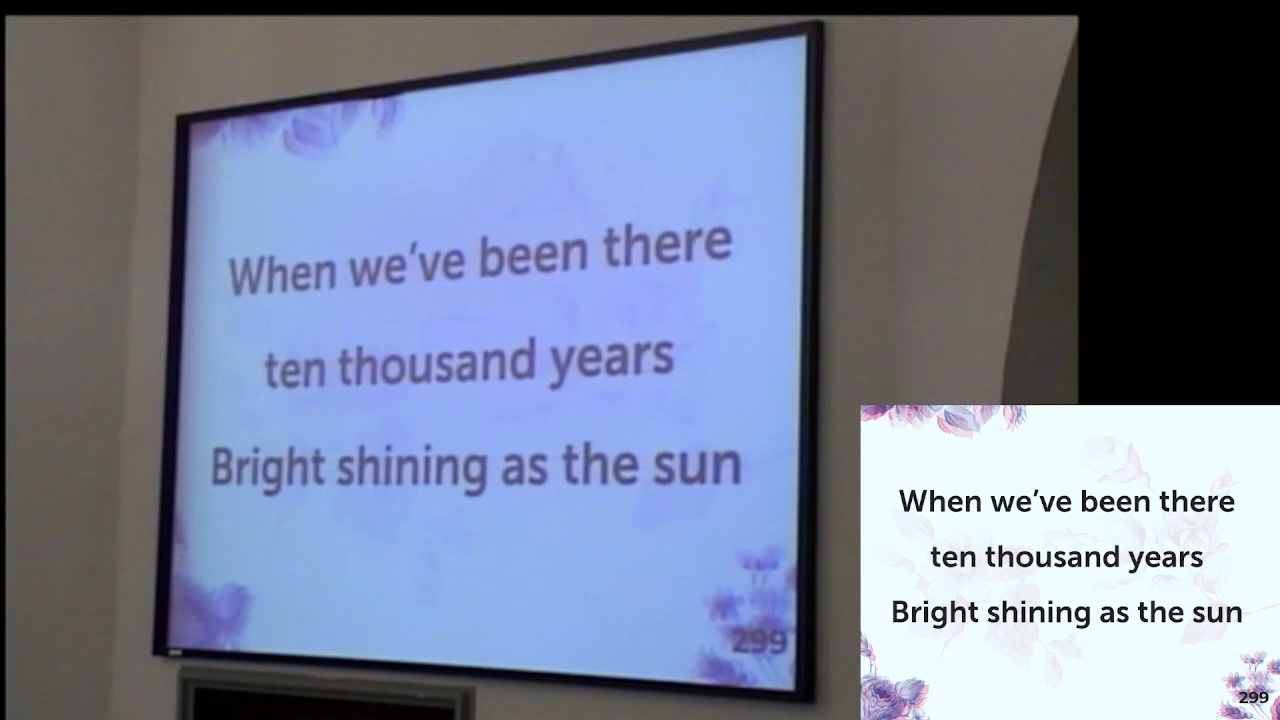 When we've been there
ten thousand years
Bright shining as the sun
299
When we've been there
ten thousand years
Bright shining as the sun
299